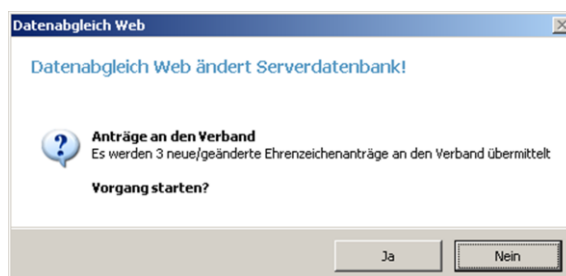 Datenabgleich Web
Datenabgleich Web ändert Serverdatenbank!
Anträge an den Verband
Es werden 3 neue/geänderte Ehrenzeichenanträge an den Verband übermittelt
Vorgang starten?
Ja
Nein